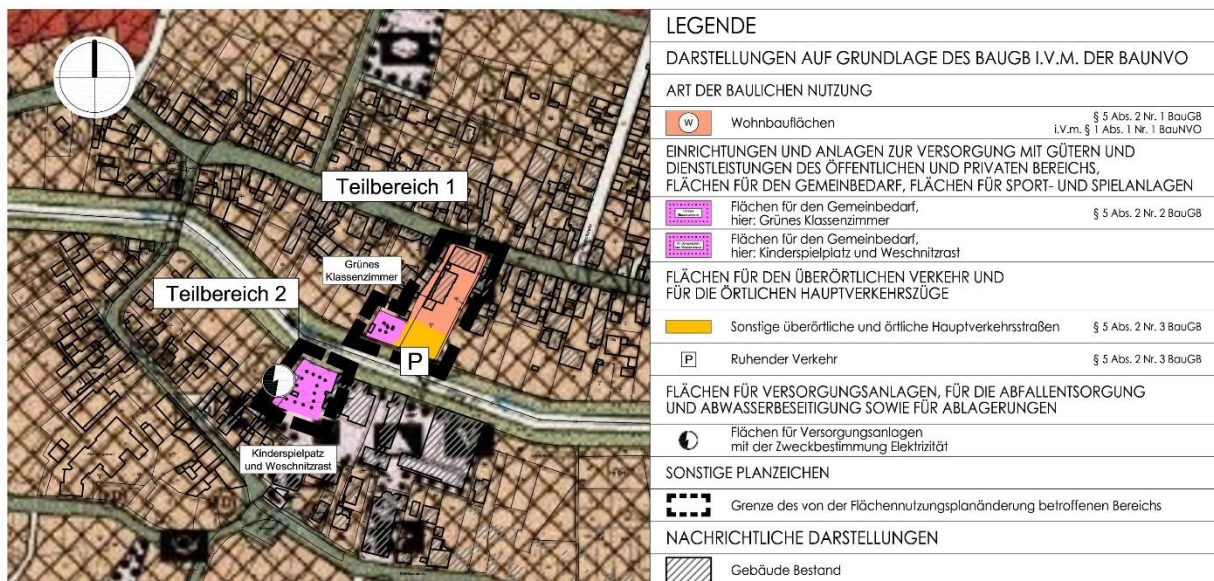 Teilbereich 1
Grünes
Klassenzimmer
Teilbereich 2
P
Kinderspielpatz
und Weschnitzrast
LEGENDE
DARSTELLUNGEN AUF GRUNDLAGE DES BAUGB I.V.M. DER BAUNVO
ART DER BAULICHEN NUTZUNG
W Wohnbauflächen § 5 Abs. 2 Nr. 1 BauGB
i.V.m. § 1 Abs. 1 Nr. 1 BauNVO
EINRICHTUNGEN UND ANLAGEN ZUR VERSORGUNG MIT GÜTERN UND
DIENSTLEISTUNGEN DES ÖFFENTLICHEN UND PRIVATEN BEREICHS,
FLÄCHEN FÜR DEN GEMEINBEDARF, FLÄCHEN FÜR SPORT- UND SPIELANLAGEN
Flächen für den Gemeinbedarf, § 5 Abs. 2 Nr. 2 BauGB
hier: Grünes Klassenzimmer
Flächen für den Gemeinbedarf,
hier: Kinderspielplatz und Weschnitzrast
FLÄCHEN FÜR DEN ÜBERÖRTLICHEN VERKEHR UND
FÜR DIE ÖRTLICHEN HAUPTVERKEHRSZÜGE
Sonstige überörtliche und örtliche Hauptverkehrsstraßen § 5 Abs. 2 Nr. 3 BauGB
P Ruhender Verkehr § 5 Abs. 2 Nr. 3 BauGB
FLÄCHEN FÜR VERSORGUNGSANLAGEN, FÜR DIE ABFALLENTSORGUNG
UND ABWASSERBESEITIGUNG SOWIE FÜR ABLAGERUNGEN
Flächen für Versorgungsanlagen
mit der Zweckbestimmung Elektrizität
SONSTIGE PLANZEICHEN
Grenze des von der Flächennutzungsplanänderung betroffenen Bereichs
NACHRICHTLICHE DARSTELLUNGEN
Gebäude Bestand